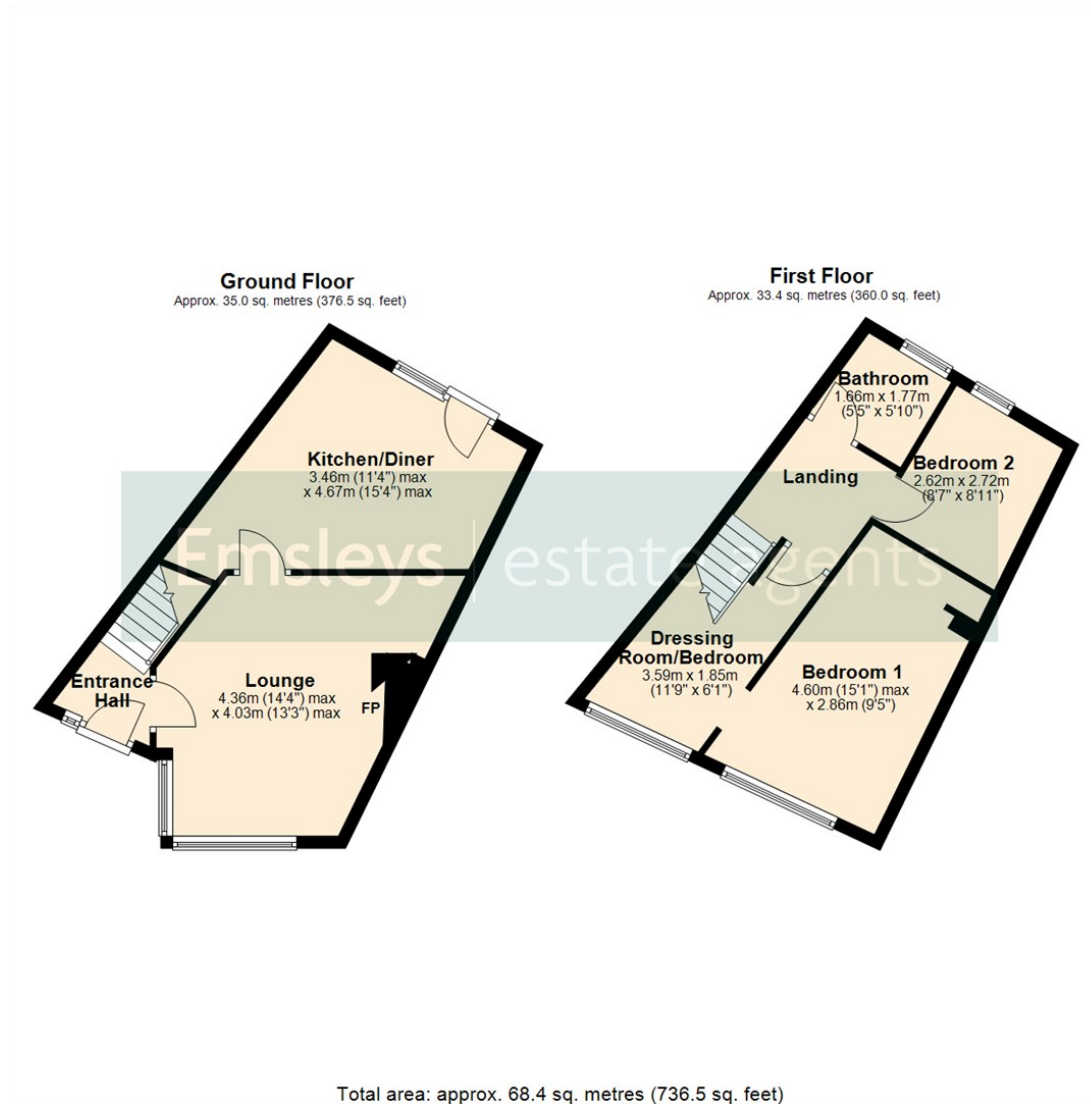 Ground Floor
Approx. 35.0 sq. metres (376.5 sq. feet)
Kitchen/Diner
3.46m (11'4") max
x 4.67m (15'4") max
Entrance
Hall
Lounge
4.36m (14'4") max
x 4.03m (13'3") max
FP
First Floor
Approx. 33.4 sq. metres (360.0 sq. feet)
Bathroom
1.66m x 1.77m
(5'5" x 5'10")
Landing
Bedroom 2
2.62m x 2.72m
(8'7" x 8'11")
Dressing
Room/Bedroom
3.59m x 1.85m
(11'9" x 6'1")
Bedroom 1
4.60m (15'1") max
x 2.86m (9'5")
Emsleys | estate agents
Total area: approx. 68.4 sq. metres (736.5 sq. feet)